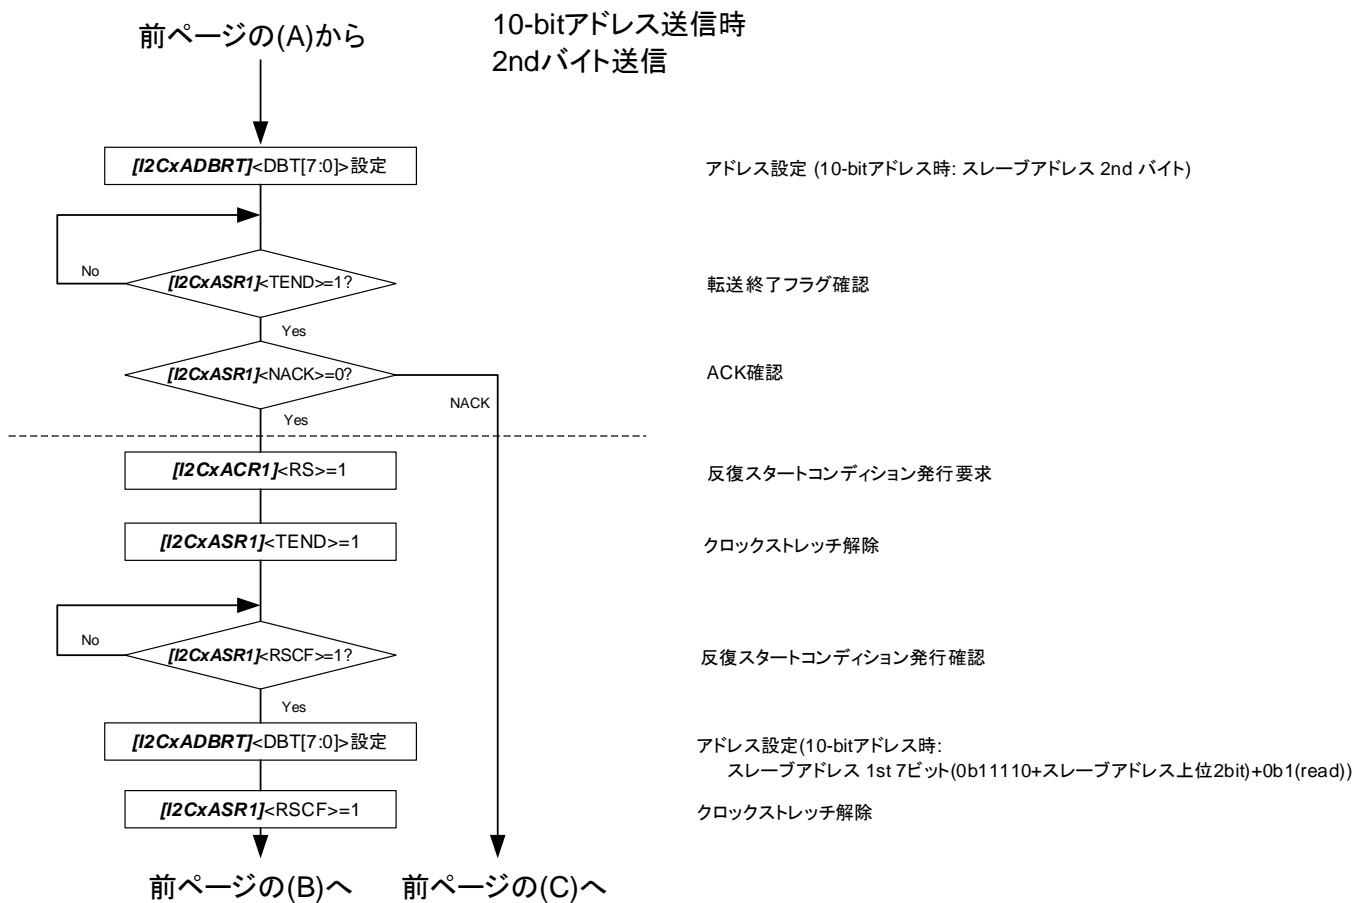 前ページの(A)から
10-bitアドレス送信時
2ndバイト送信
[I2CxADBRT]<DBT[7:0]>設定
アドレス設定 (10-bitアドレス時: スレーブアドレス 2nd バイト)
No
[I2CxASR1]<TEND>=1?
転送終了フラグ確認
Yes
[I2CxASR1]<NACK>=0?
ACK確認
NACK
Yes
[I2CxACR1]<RS>=1
反復スタートコンディション発行要求
[I2CxASR1]<TEND>=1
クロックストレッチ解除
No
[I2CxASR1]<RSCF>=1?
反復スタートコンディション発行確認
Yes
[I2CxADBRT]<DBT[7:0]>設定
アドレス設定(10-bitアドレス時:
スレーブアドレス 1st 7ビット(0b11110+スレーブアドレス上位2bit)+0b1(read))
[I2CxASR1]<RSCF>=1
クロックストレッチ解除
前ページの(B)へ
前ページの(C)へ